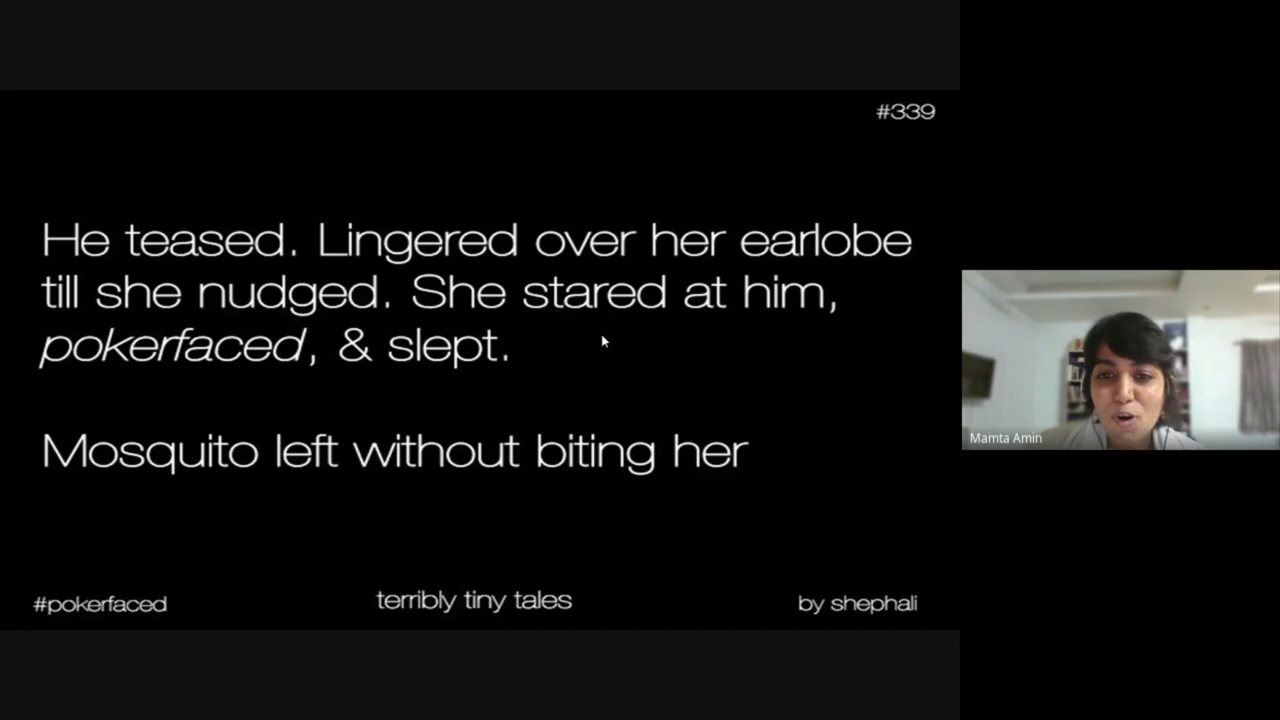 #339
He teased. Lingered over her earlobe
till she nudged. She stared at him,
pokerfaced, & slept.
Mosquito left without biting her
#pokerfaced
terribly tiny tales
by shephali
Mamta Amin